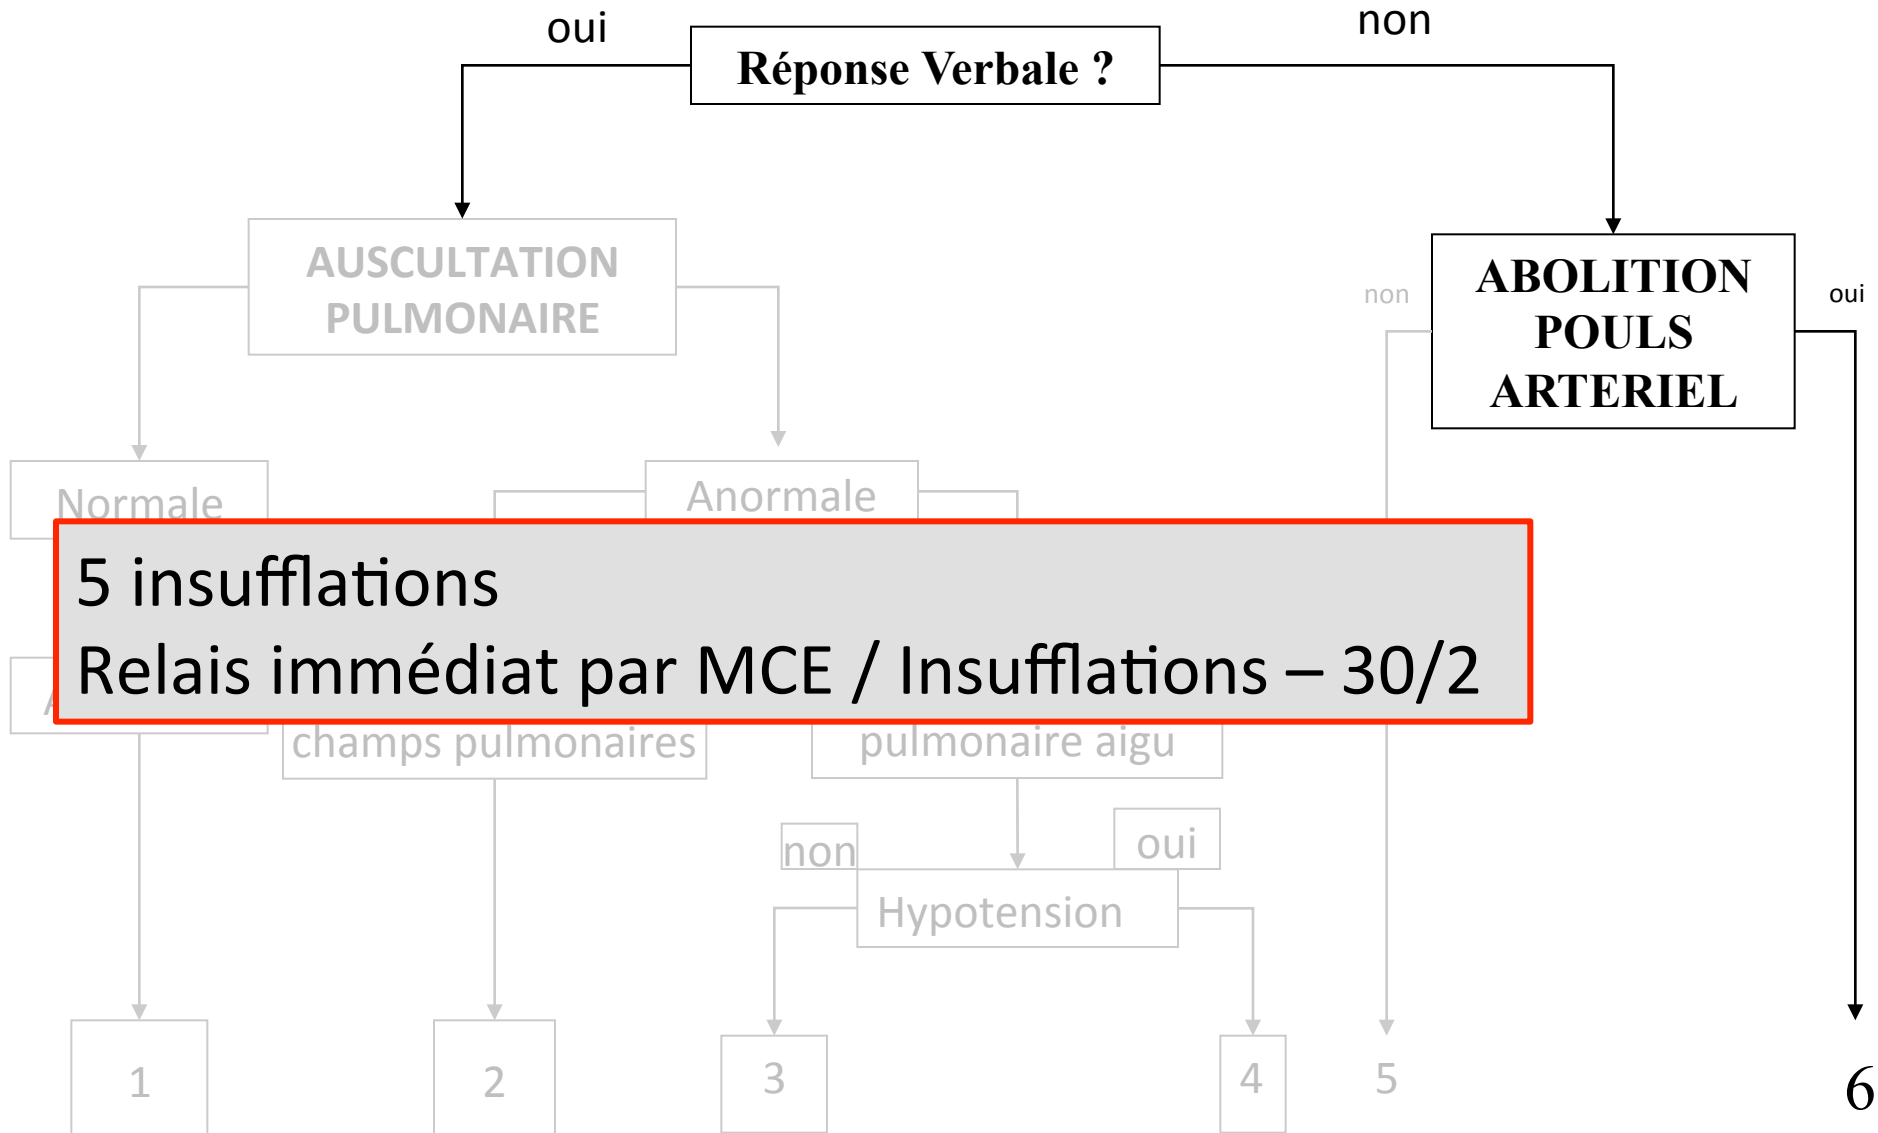 oui
non
Réponse Verbale ?
AUSCULTATION
PULMONAIRE
non
ABOLITION
POULS
ARTERIEL
oui
Normale
Anormale
5 insufflations
Relais immédiat par MCE / Insufflations – 30/2
champs pulmonaires
pulmonaire aigu
non
oui
Hypotension
1
2
3
4
5
6